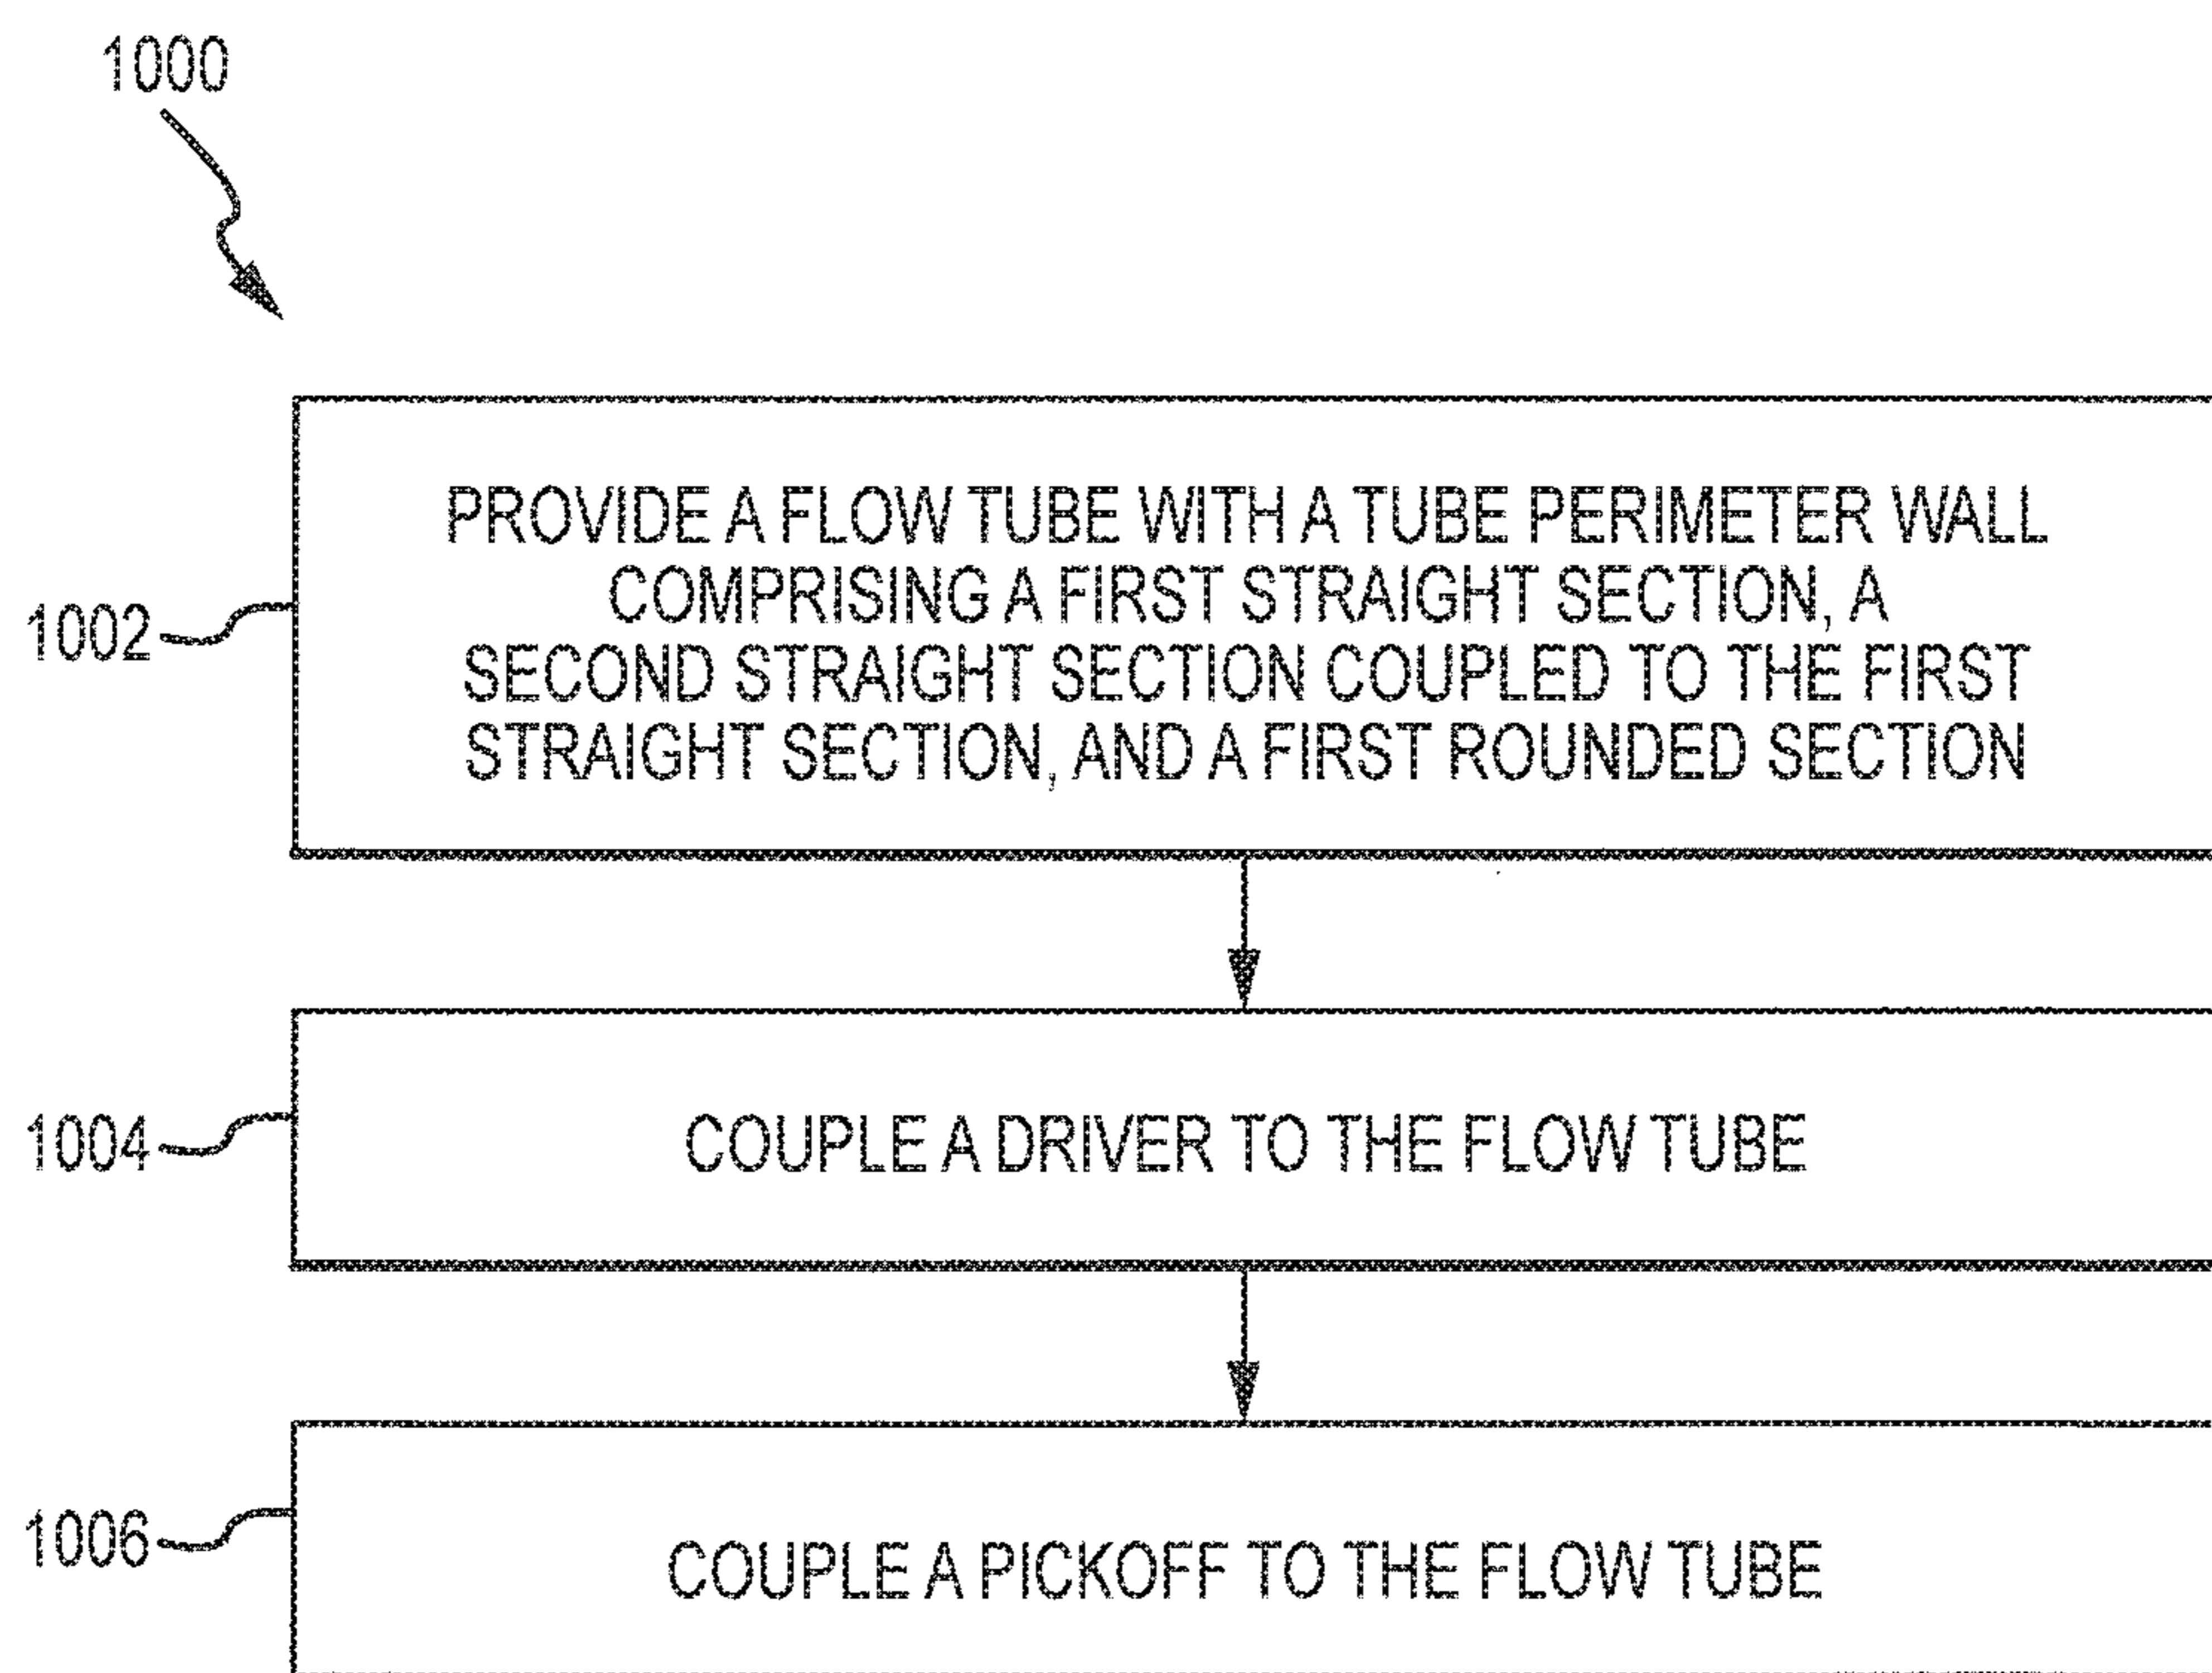 1000
PROVIDE A FLOW TUBE WITH A TUBE PERIMETER WALL
COMPRISING A FIRST STRAIGHT SECTION, A
1002
SECOND STRAIGHT SECTION COUPLED TO THE FIRST
STRAIGHT SECTION, AND A FIRST ROUNDED SECTION
1004
COUPLE A DRIVER TO THE FLOW TUBE
1006
COUPLE A PICKOFF TO THE FLOW TUBE